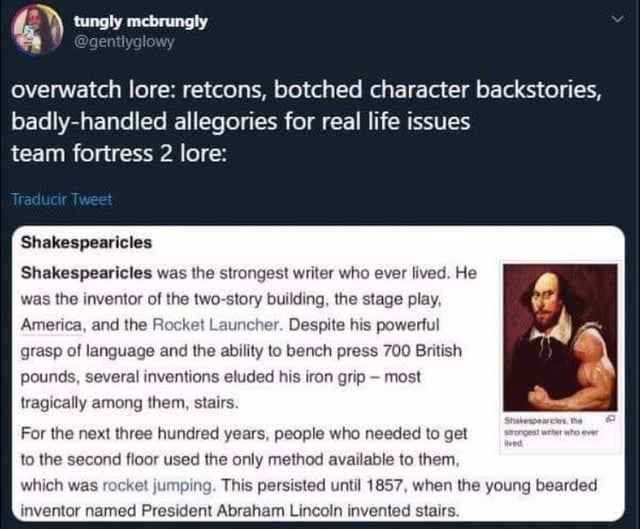 tungly mcbrungly
@gentlyglowy
overwatch lore: retcons, botched character backstories,
badly-handled allegories for real life issues
team fortress 2 lore:
Traducir Tweet
Shakespearicles
Shakespearicles was the strongest writer who ever lived. He
was the inventor of the two-story building, the stage play,
America, and the Rocket Launcher. Despite his powerful
grasp of language and the ability to bench press 700 British
pounds, several inventions eluded his iron grip – most
tragically among them, stairs.
Shakespearicles, the
strongest writer who ever
lived.
For the next three hundred years, people who needed to get
to the second floor used the only method available to them,
which was rocket jumping. This persisted until 1857, when the young bearded
inventor named President Abraham Lincoln invented stairs.